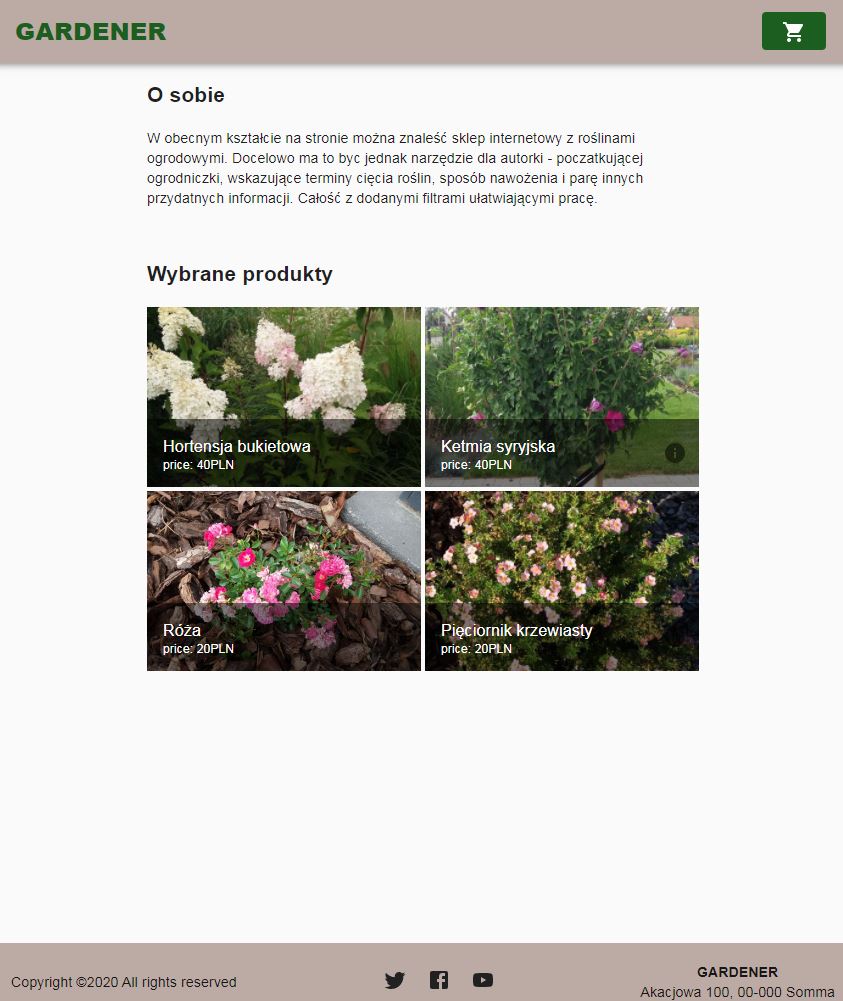 GARDENER
O sobie
W obecnym kształcie na stronie można znaleść sklep internetowy z roślinami
ogrodowymi. Docelowo ma to byc jednak narzędzie dla autorki - poczatkującej
ogrodniczki, wskazujące terminy cięcia roślin, sposób nawożenia i parę innych
przydatnych informacji. Całość z dodanymi filtrami ułatwiającymi pracę.
Wybrane produkty
Hortensja bukietowa
price: 40PLN
Ketmia syryjska
price: 40PLN
Róża
price: 20PLN
Pięciornik krzewiasty
price: 20PLN
Copyright ©2020 All rights reserved
GARDENER
Akacjowa 100, 00-000 Somma